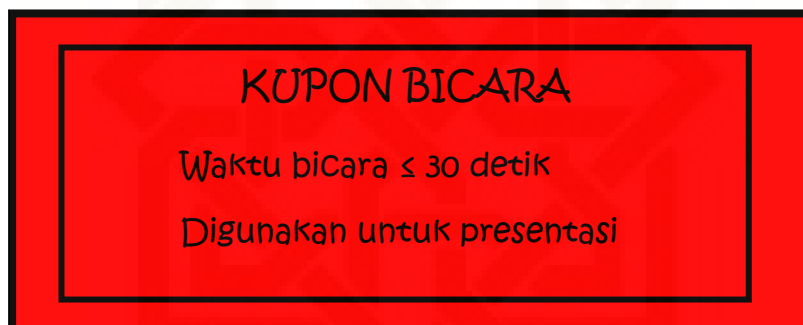 KUPON BICARA
Waktu bicara ≤ 30 detik
Digunakan untuk presentasi